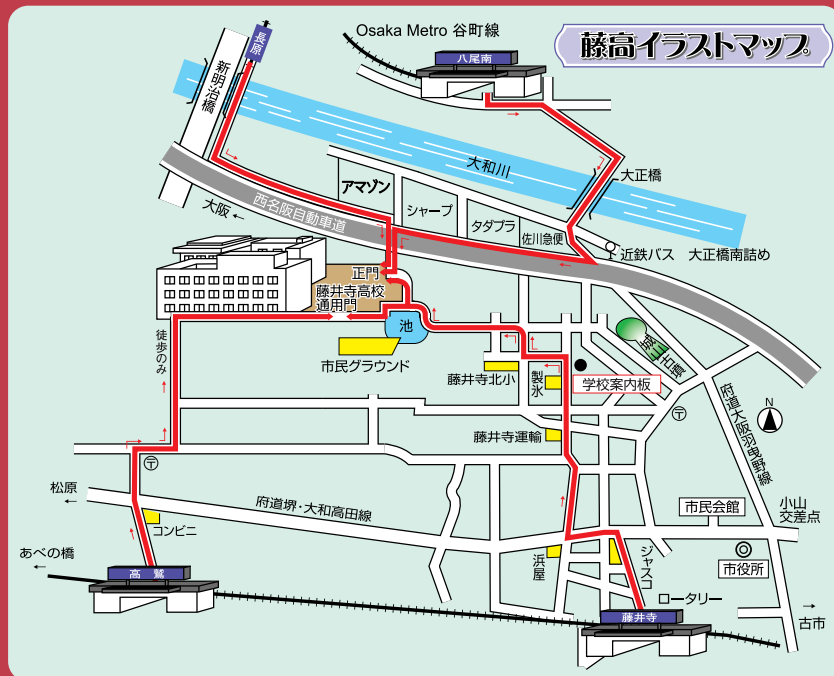 藤高イラストマップ
Osaka Metro 谷町線
八尾南
長原
新明治橋
大和川
大正橋
アマゾン
シャープ
タダプラ
佐川急便
近鉄バス 大正橋南詰め
西名阪自動車道
大阪 ←
正門
藤井寺高校
通用門
池
市民グラウンド
徒歩のみ
藤井寺北小
製氷
学校案内板
城山古墳
〒
府道大阪羽曳野線
N
藤井寺運輸
〒
松原
←
府道堺・大和高田線
コンビニ
市民会館
小山
交差点
浜屋
ジャスコ
市役所
あべの橋
←
高鷲
ロータリー
藤井寺
→
古市